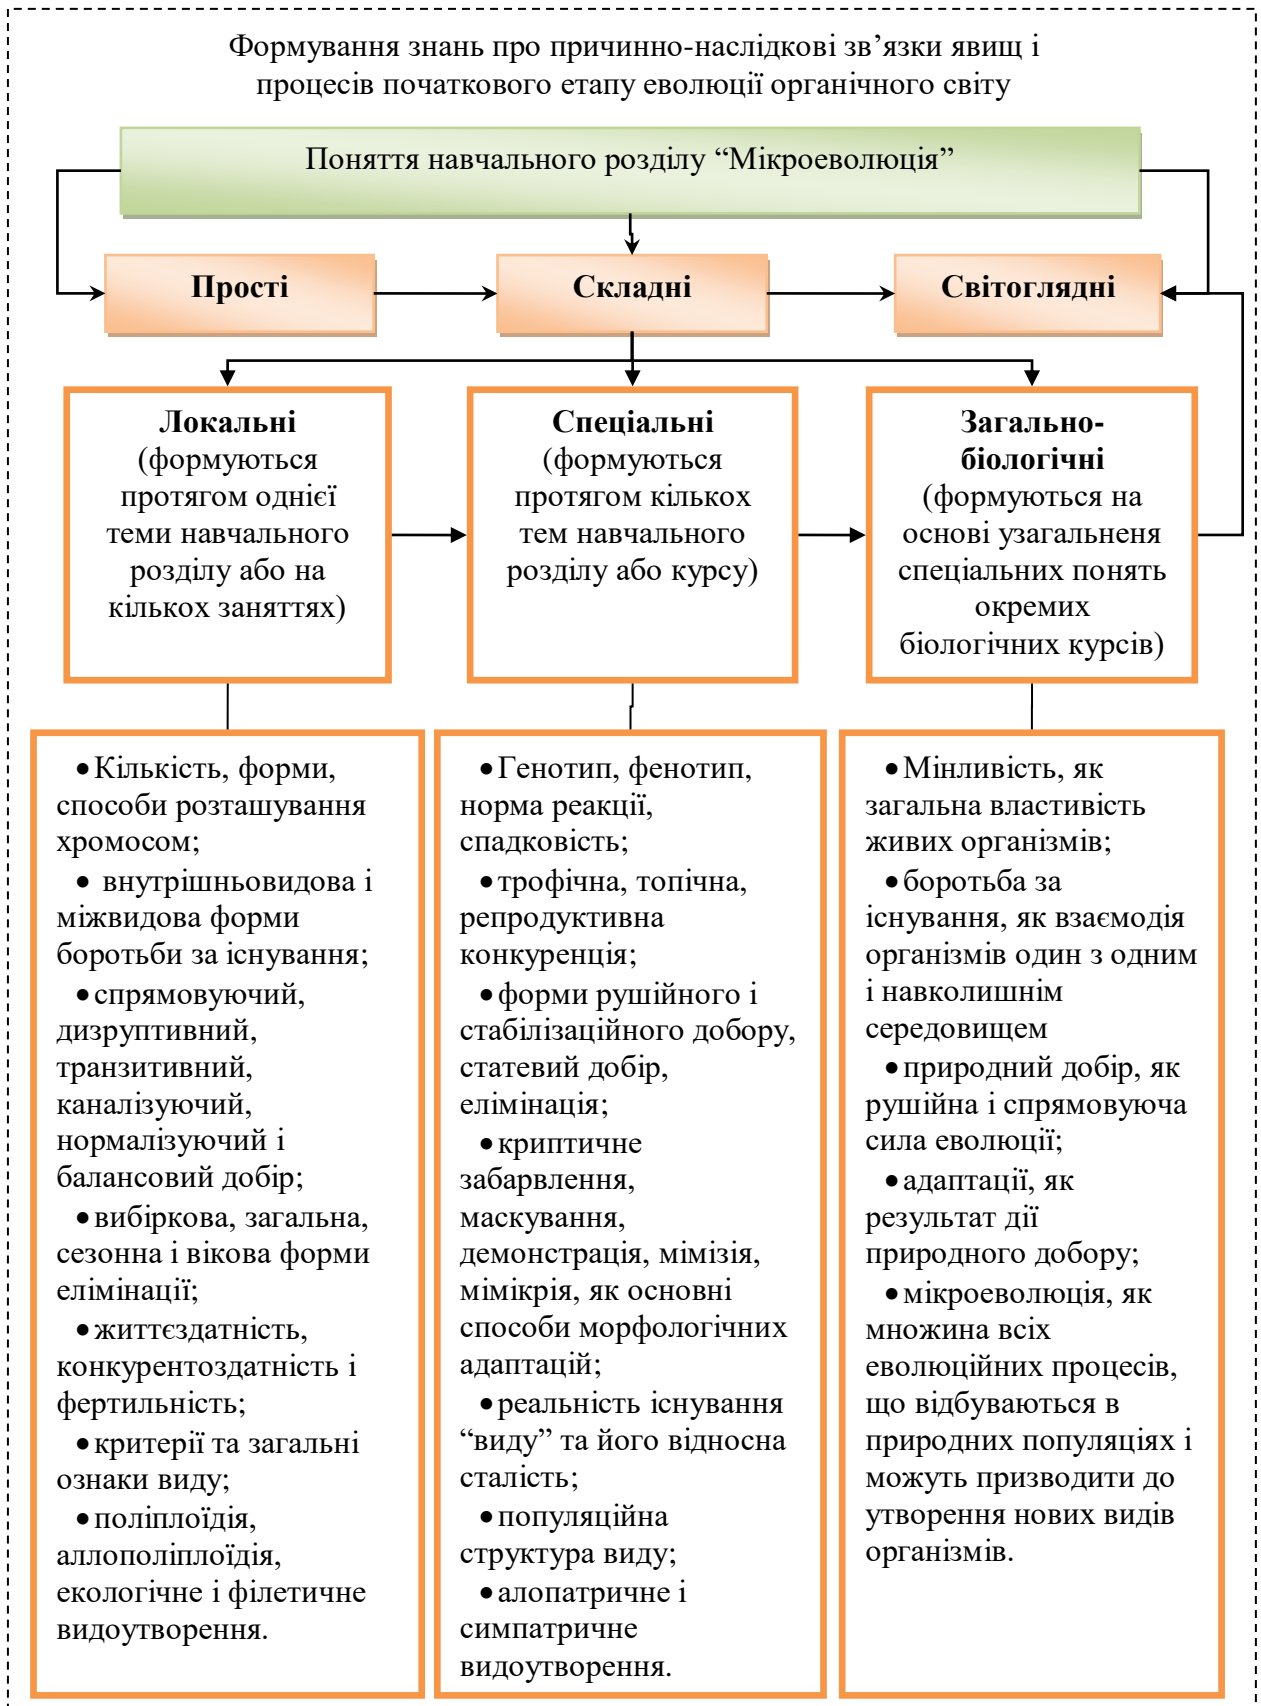 Формування знань про причинно-наслідкові зв’язки явищ і
процесів початкового етапу еволюції органічного світу
Поняття навчального розділу “Мікроеволюція”
Прості
Складні
Світоглядні
Локальні
(формуються
протягом однієї
теми навчального
розділу або на
кількох заняттях)
Спеціальні
(формуються
протягом кількох
тем навчального
розділу або курсу)
Загально-
біологічні
(формуються на
основі узагальненя
спеціальних понять
окремих
біологічних курсів)
•Кількість, форми,
способи розташування
хромосом;
• внутрішньовидова і
міжвидова форми
боротьби за існування;
•спрямовуючий,
дизруптивний,
транзитивний,
каналізуючий,
нормалізуючий і
балансовий добір;
•вибіркова, загальна,
сезонна і вікова форми
елімінації;
•життєздатність,
конкурентоздатність і
фертильність;
•критерії та загальні
ознаки виду;
•поліплоїдія,
аллополіплоїдія,
екологічне і філетичне
видоутворення.
•Генотип, фенотип,
норма реакції,
спадковість;
•трофічна, топічна,
репродуктивна
конкуренція;
•форми рушійного і
стабілізаційного добору,
статевий добір,
елімінація;
•криптичне
забарвлення,
маскування,
демонстрація, мімізія,
мімікрія, як основні
способи морфологічних
адаптацій;
•реальність існування
“виду” та його відносна
сталість;
•популяційна
структура виду;
•алопатричне і
симпатричне
видоутворення.
•Мінливість, як
загальна властивість
живих організмів;
•боротьба за
існування, як взаємодія
організмів один з одним
і навколишнім
середовищем
•природний добір, як
рушійна і спрямовуюча
сила еволюції;
•адаптації, як
результат дії
природного добору;
•мікроеволюція, як
множина всіх
еволюційних процесів,
що відбуваються в
природних популяціях і
можуть призводити до
утворення нових видів
організмів.